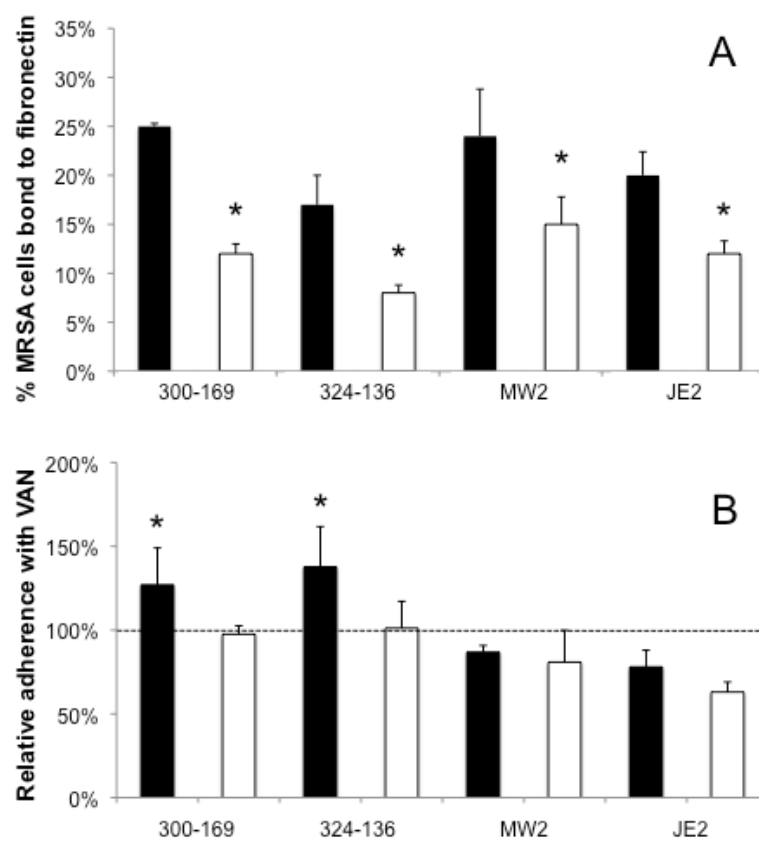 % MRSA cells bond to fibronectin
35%
30%
25%
20%
15%
10%
5%
0%
A
*
*
*
*
300-169
324-136
MW2
JE2
Relative adherence with VAN
200%
150%
100%
50%
0%
B
*
*
300-169
324-136
MW2
JE2